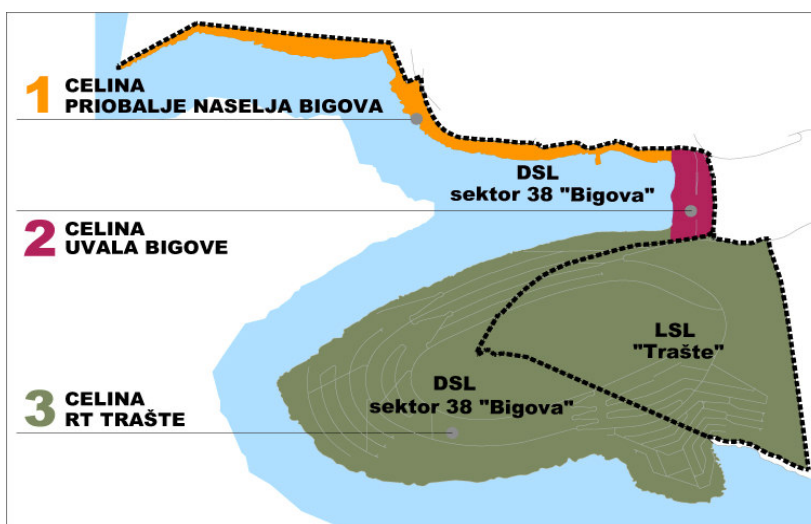 1 CELINA
PRIOBALJE NASELJA BIGOVA
DSL
sektor 38 "Bigova"
2 CELINA
UVALA BIGOVE
LSL
"Trašte"
DSL
sektor 38 "Bigova"
3 CELINA
RT TRAŠTE